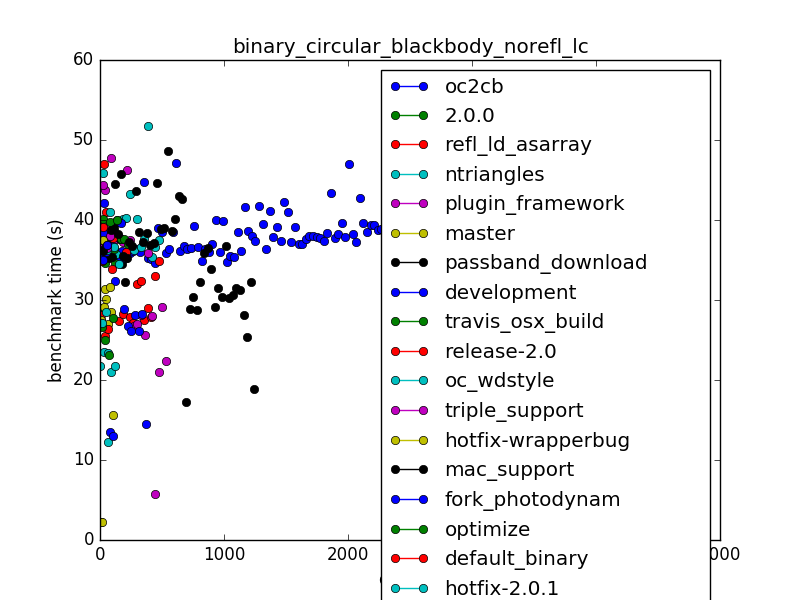 binary_circular_blackbody_norefl_lc
60
50
40
30
20
10
0
benchmark time (s)
0
1000
2000
000
oc2cb
2.0.0
refl_ld_asarray
ntriangles
plugin_framework
master
passband_download
development
travis_osx_build
release-2.0
oc_wdstyle
triple_support
hotfix-wrapperbug
mac_support
fork_photodynam
optimize
default_binary
hotfix-2.0.1